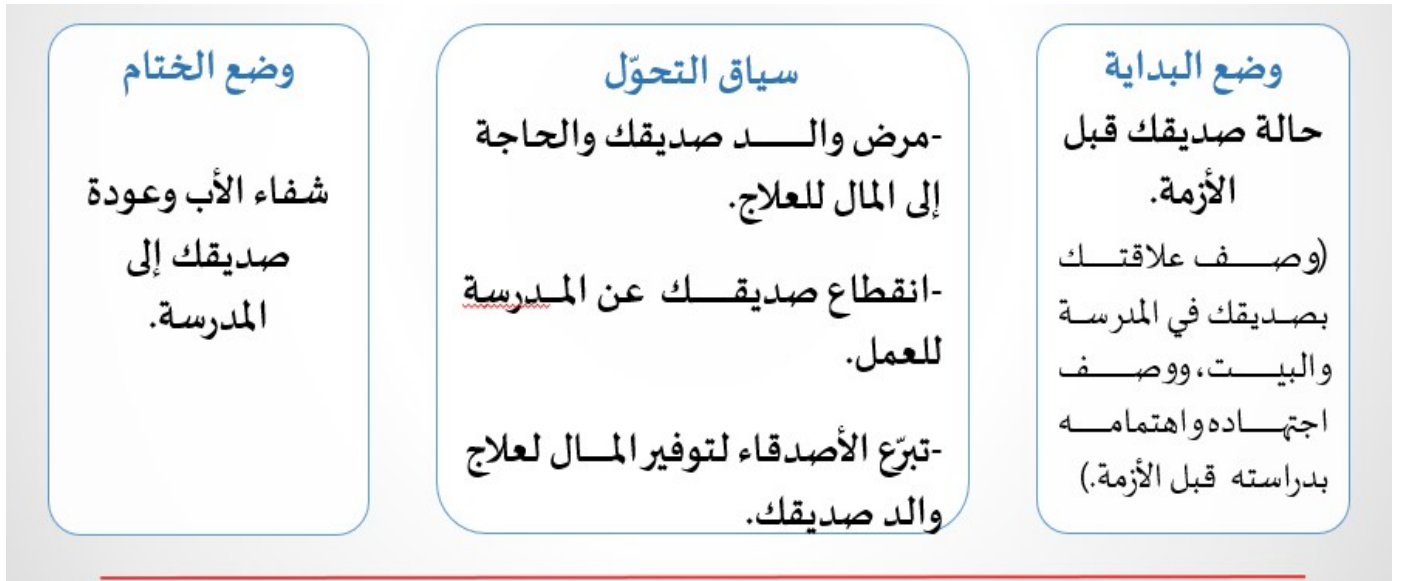 وضع البداية
حالة صديقك قبل
الأزمة.
(وصف علاقتك
بصديقك في المدرسة
والبيت، ووصف
اجتهاده واهتمامه
بدراسته قبل الأزمة.)
سياق التحوّل
-مرض والد صديقك والحاجة
إلى المال للعلاج.
-انقطاع صديقك عن المدرسة
للعمل.
-تبرّع الأصدقاء لتوفير المال لعلاج
والد صديقك.
وضع الختام
شفاء الأب وعودة
صديقك إلى
المدرسة.